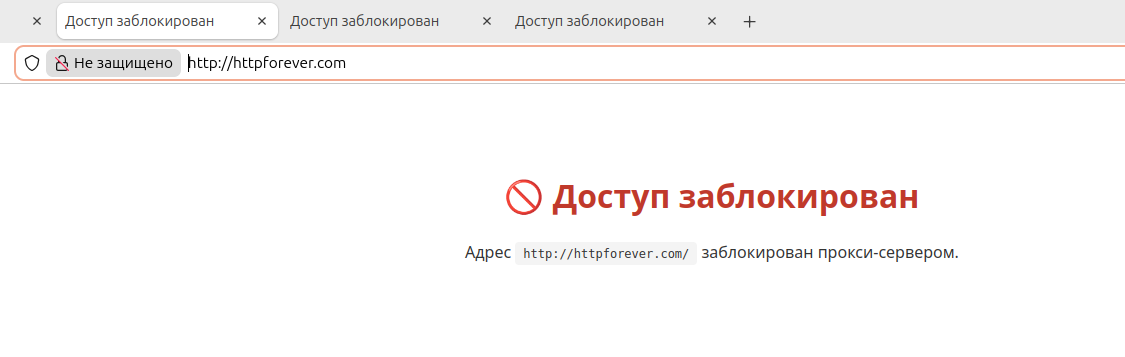 Доступ заблокирован Доступ заблокирован Доступ заблокирован
Не защищено http://httpforever.com
Доступ заблокирован
Адрес http://httpforever.com/ заблокирован прокси-сервером.